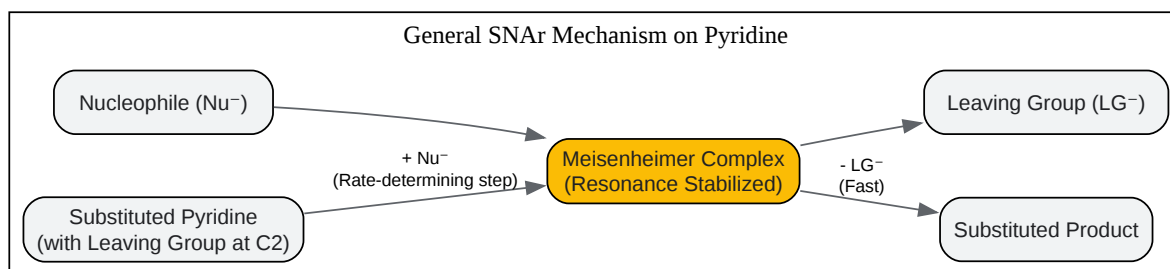 General SNAr Mechanism on Pyridine
Nucleophile (Nu⁻)
Leaving Group (LG⁻)
+ Nu⁻
(Rate-determining step)
Meisenheimer Complex
(Resonance Stabilized)
- LG⁻
(Fast)
Substituted Pyridine
(with Leaving Group at C2)
Substituted Product